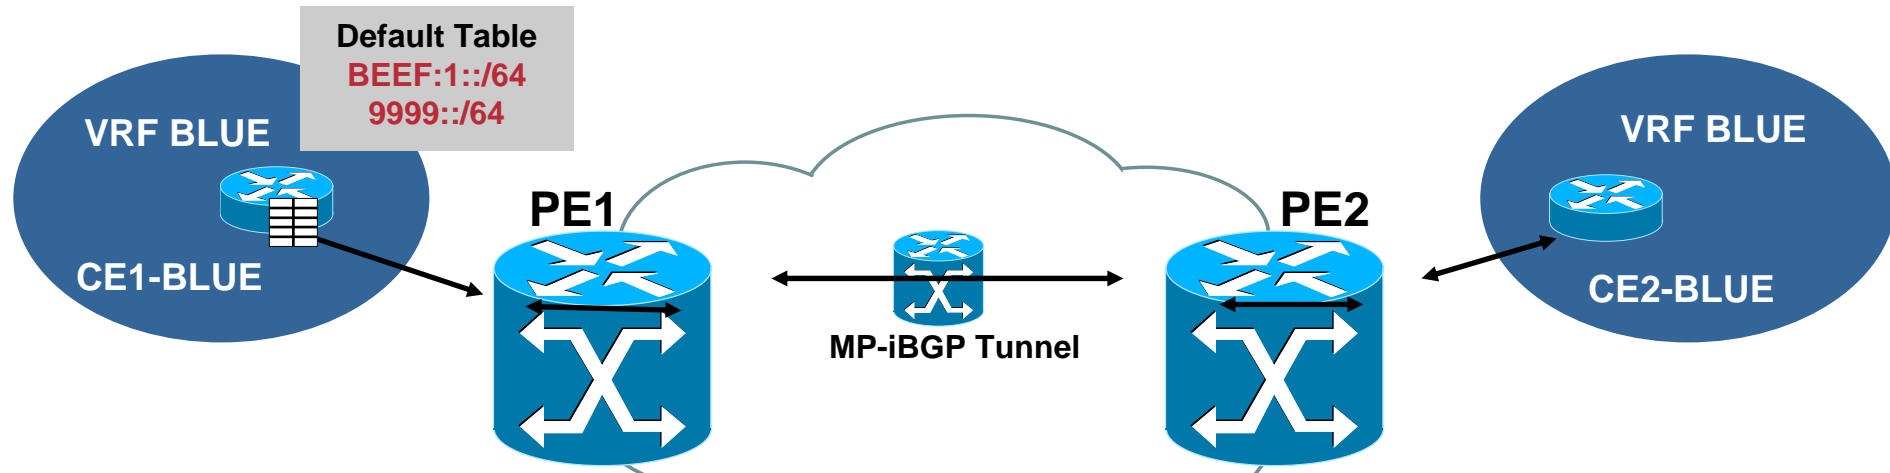 Default Table
BEEF:1::/64
9999::/64
VRF BLUE
CE1-BLUE
PE1
MP-iBGP Tunnel
PE2
VRF BLUE
CE2-BLUE